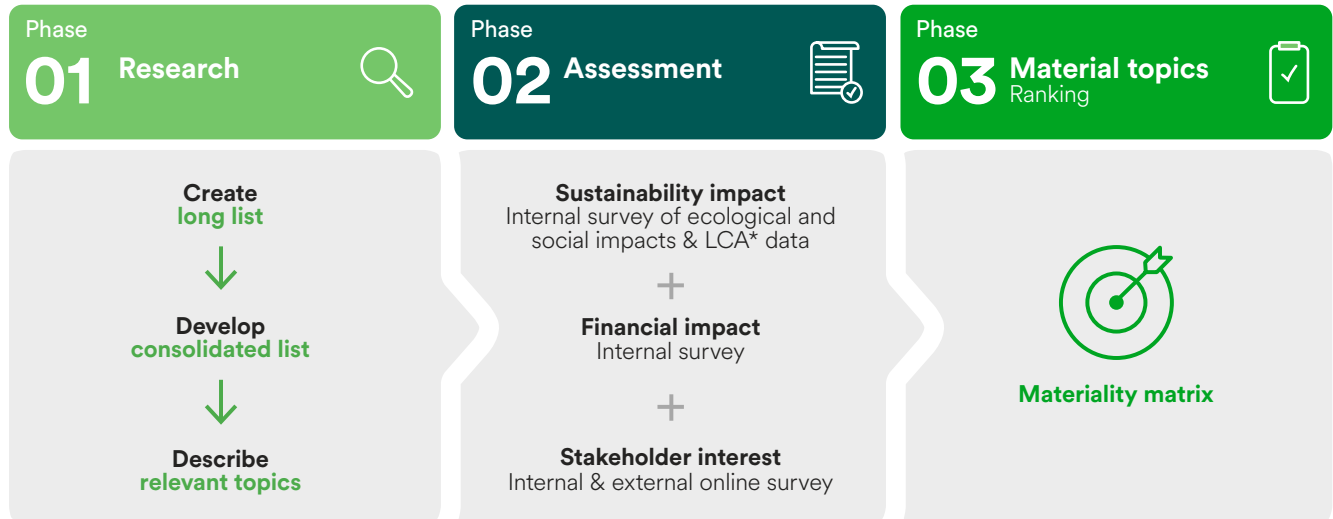 Phase
01 Research
Create
long list
Develop
consolidated list
Describe
relevant topics
Phase
02 Assessment
Sustainability impact
Internal survey of ecological and
social impacts & LCA* data
+
Financial impact
Internal survey
+
Stakeholder interest
Internal & external online survey
Phase
03 Material topics
Ranking
Materiality matrix